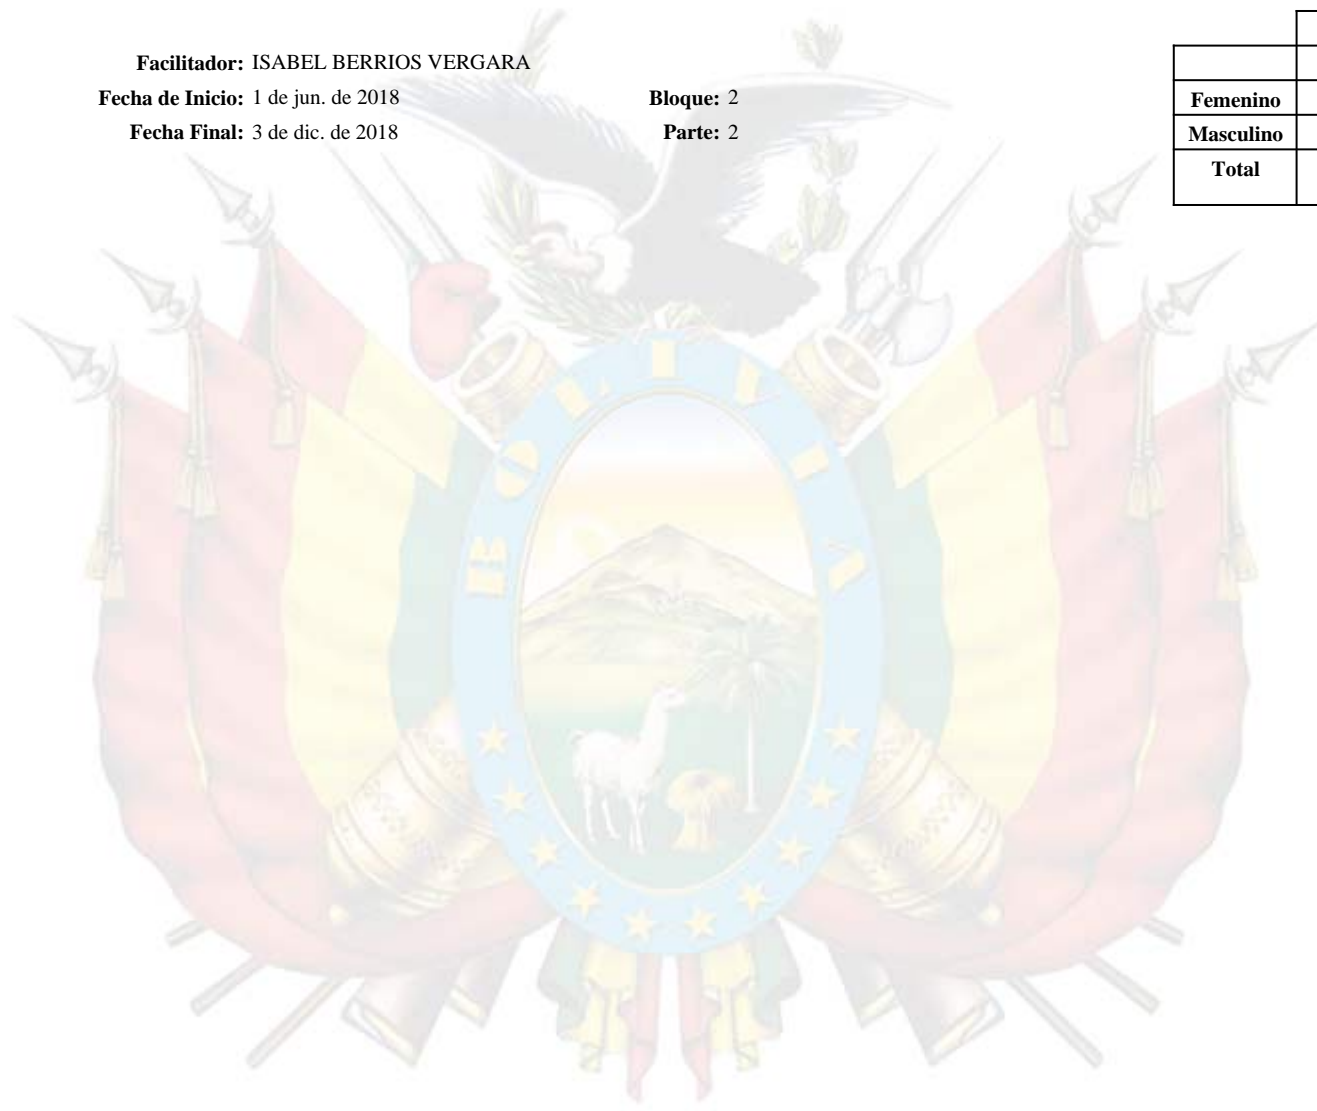 Facilitador: ISABEL BERRIOS VERGARA
Fecha de Inicio: 1 de jun. de 2018 Bloque: 2
Fecha Final: 3 de dic. de 2018 Parte: 2
Femenino
Masculino
Total
BOLIVIA